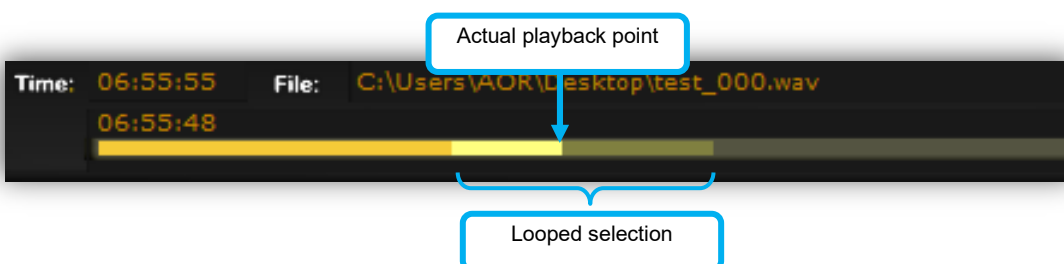 Actual playback point
Time: 06:55:55 File: C:\Users\AOR\Desktop\test_000.wav
06:55:48
Looped selection